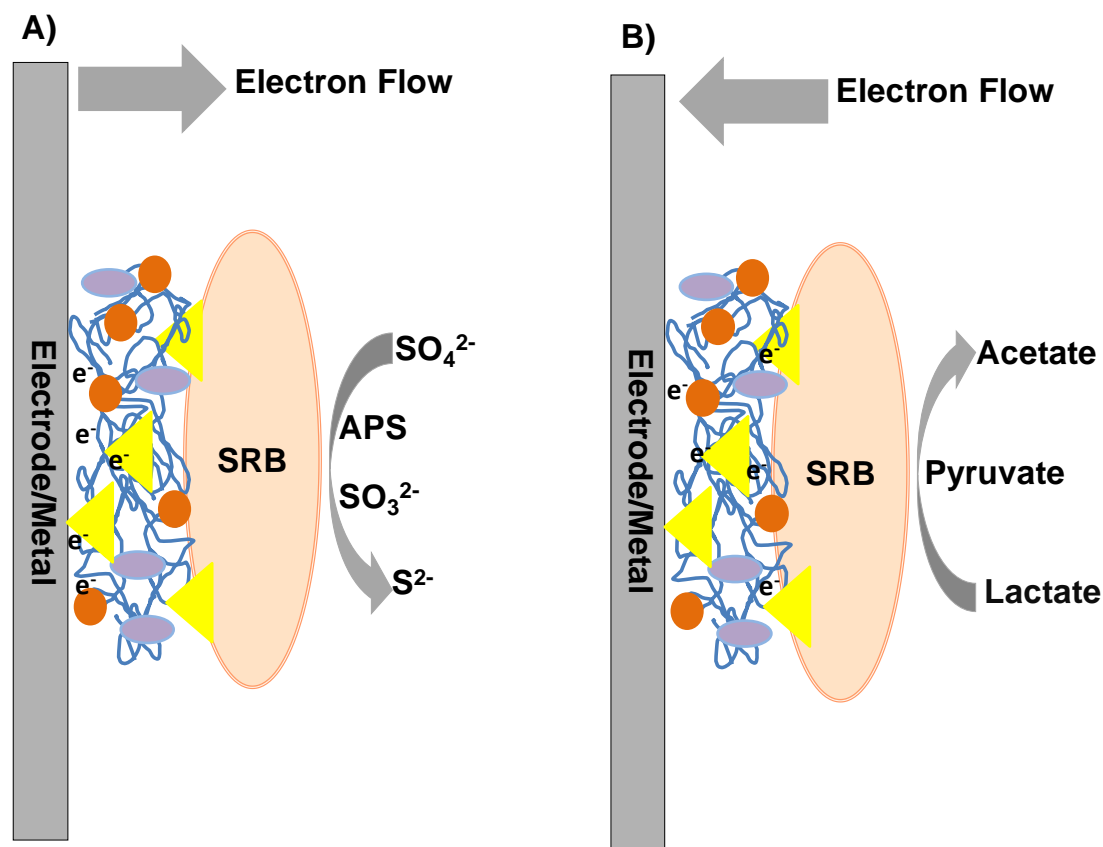 A)
Electron Flow
Electrode/Metal
e-
e-
e-
e-
e-
SRB
SO₄²⁻
APS
SO₃²⁻
S²⁻
B)
Electron Flow
Electrode/Metal
e-
e-
e-
e-
e-
SRB
Acetate
Pyruvate
Lactate